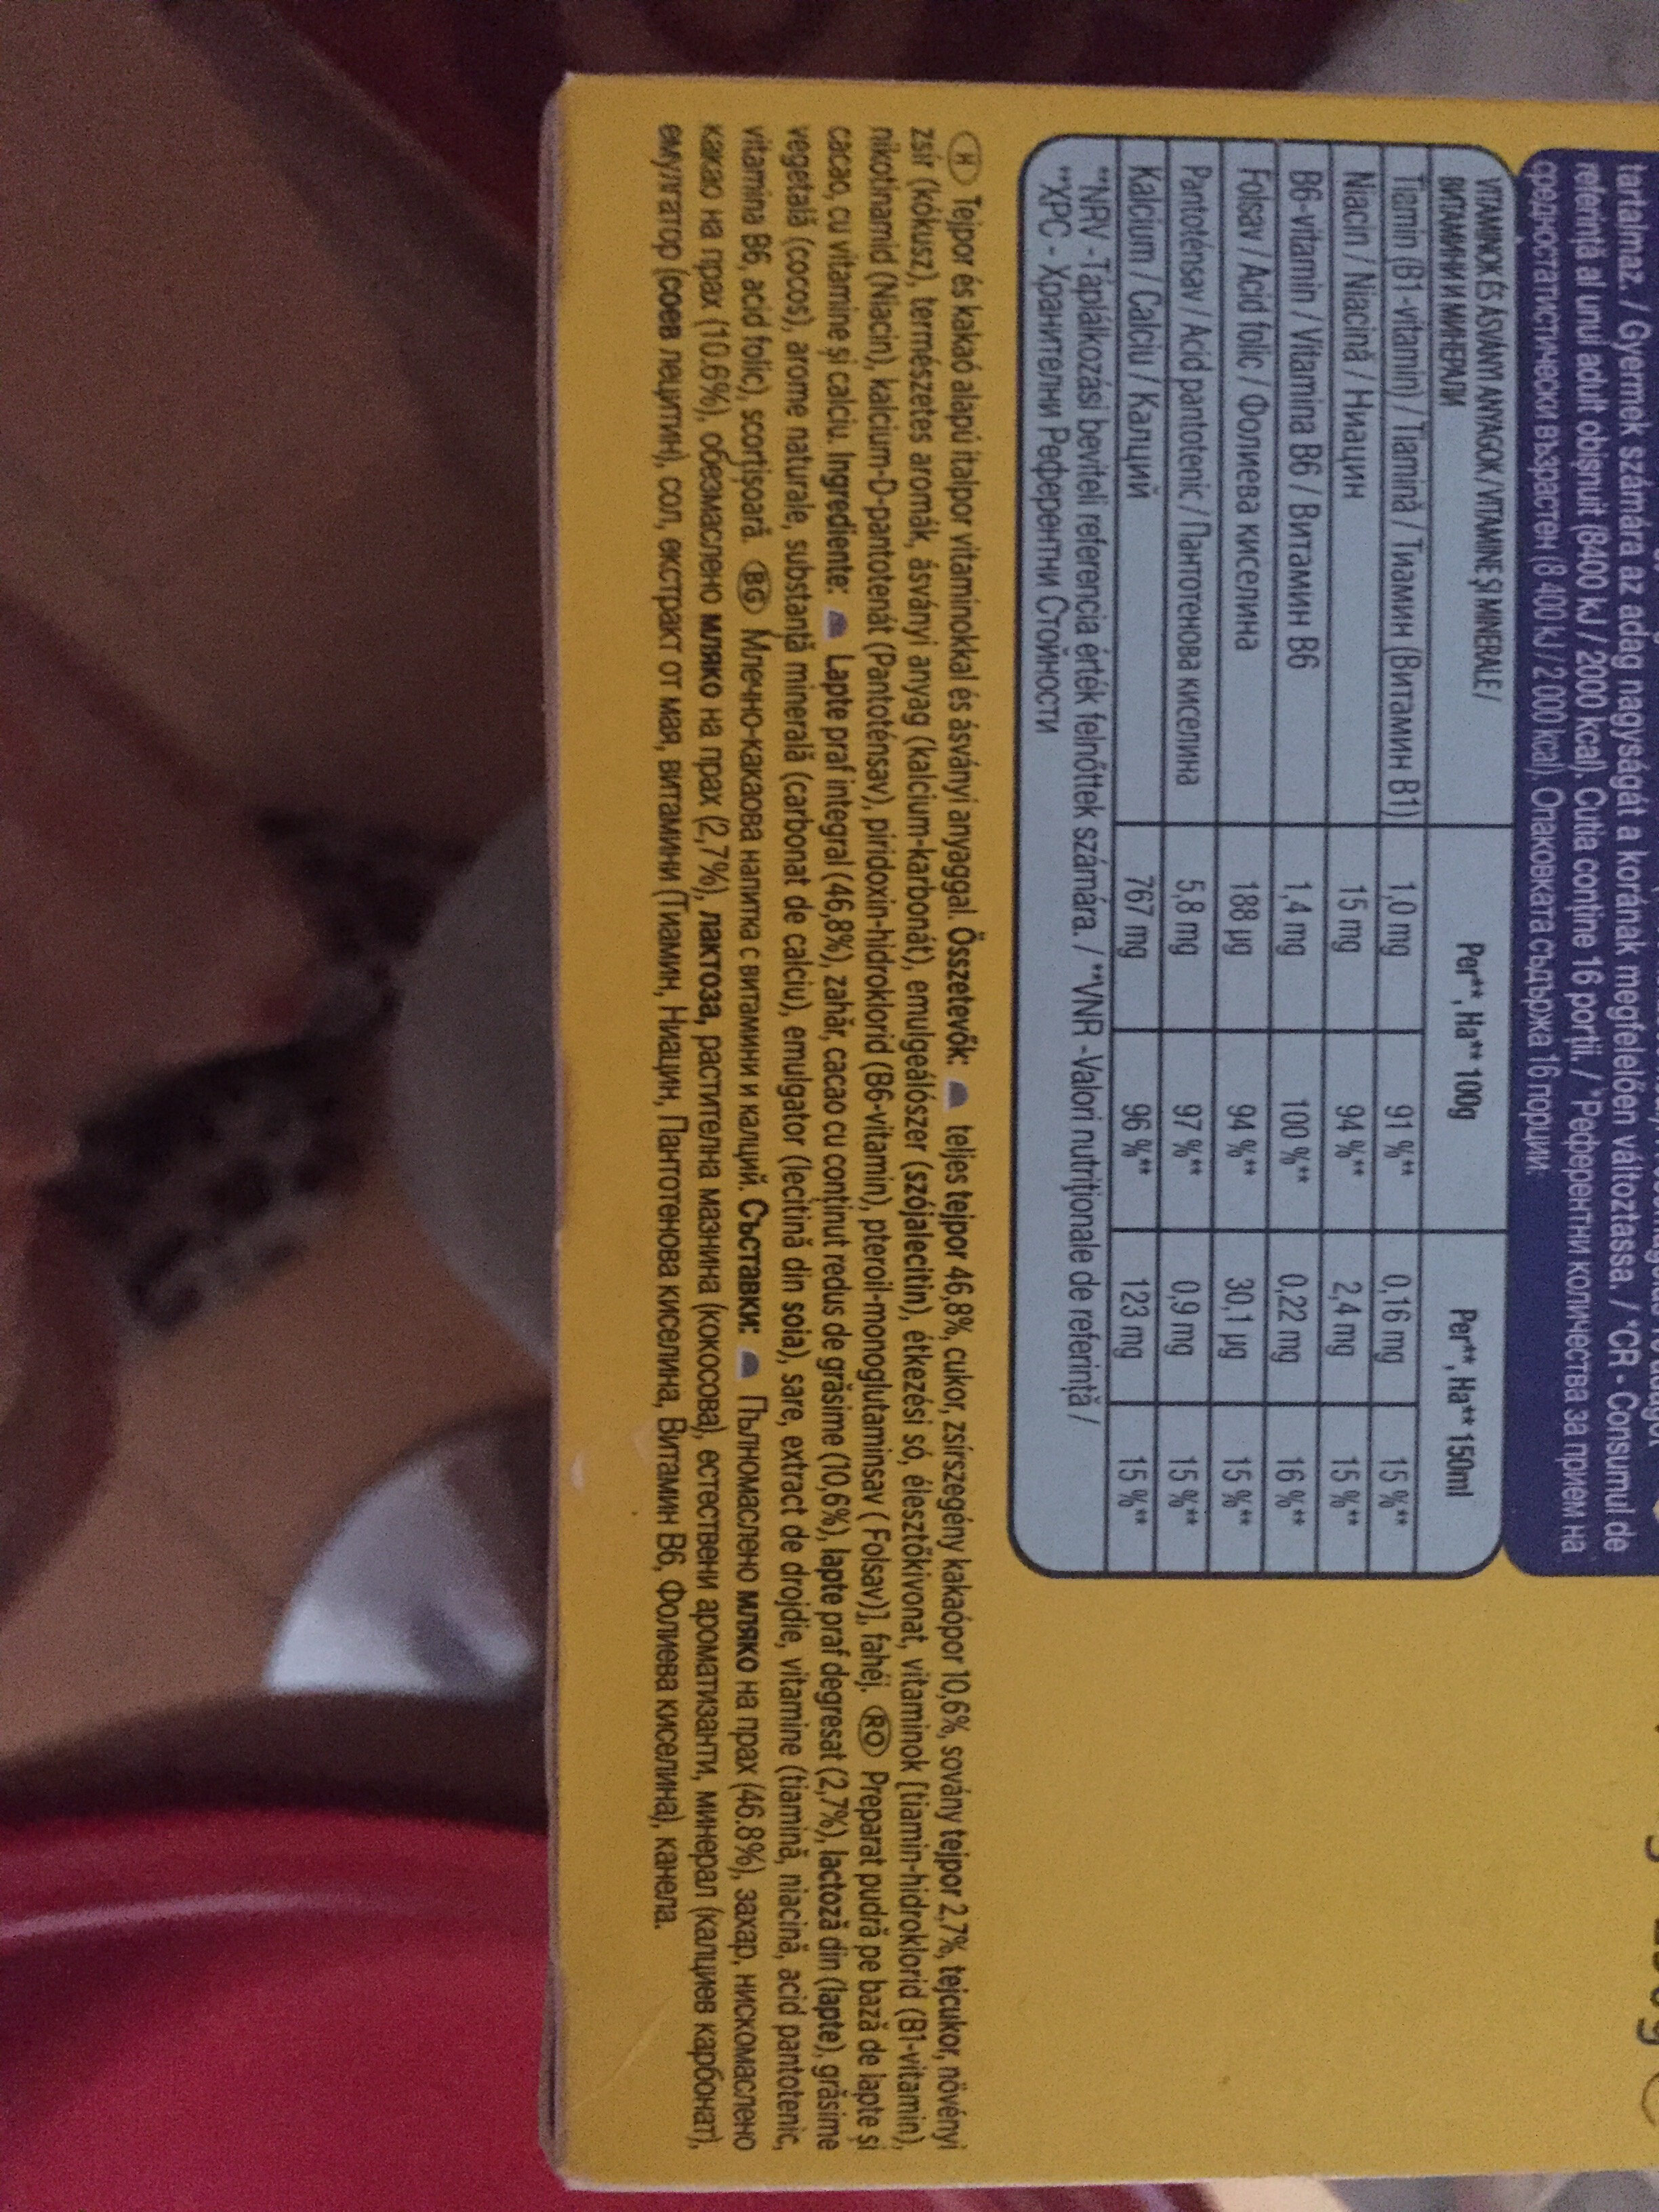 tartalmaz. / Gyermek számára az adag nagyságát a korának megfelelően változtassa. / *CR - Consumul de
referință al unui adult obișnuit (8400 kJ / 2000 kcal). Cutia conține 16 porții. / *Референтни количества за прием на
средностатистически възрастен (8 400 kJ / 2 000 kcal). Опаковката съдържа 16 порции.
VITAMINOK ÉS ÁSVÁNYI ANYAGOK / VITAMINE ȘI MINERALE /
ВИТАМИНИ И МИНЕРАЛИ Per**, На** 100g Per**, На** 150ml
Tiamin (B1-vitamin) / Tiamină / Тиамин (Витамин B1) 1,0 mg 91 %** 0,16 mg 15 %**
Niacin / Niacină / Ниацин 15 mg 94 %** 2,4 mg 15 %**
B6-vitamin / Vitamina B6 / Витамин B6 1,4 mg 100 %** 0,22 mg 16 %**
Folsav / Acid folic / Фолиева киселина 188 µg 94 %** 30,1 µg 15 %**
Pantoténsav / Acid pantotenic / Пантотенова киселина 5,8 mg 97 %** 0,9 mg 15 %**
Kalcium / Calciu / Калций 767 mg 96 %** 123 mg 15 %**
**NRV - Táplálkozási beviteli referencia érték felnőttek számára. / **VNR - Valori nutriționale de referință /
**ХРС - Хранителни Референтни Стойности
H Tejpor és kakaó alapú italpor vitaminokkal és ásványi anyaggal. Összetevők: teljes tejpor 46,8%, cukor, zsírszegény kakaópor 10,6%, sovány tejpor 2,7%, tejcukor, növényi
zsír (kókusz), természetes aromák, ásványi anyag (kalcium-karbonát), emulgeálószer (szójalecitin), étkezési só, élesztőkivonat, vitaminok [tiamin-hidroklorid (B1-vitamin),
nikotinamid (Niacin), kalcium-D-pantotenát (Pantoténsav), piridoxin-hidroklorid (B6-vitamin), pteroil-monoglutaminsav ( Folsav)], fahéj. RO Preparat pudră pe bază de lapte și
cacao, cu vitamine și calciu. Ingrediente: Lapte praf integral (46,8%), zahăr, cacao cu conținut redus de grăsime (10,6%), lapte praf degresat (2,7%), lactoză din (lapte), grăsime
vegetală (cocos), arome naturale, substanță minerală (carbonat de calciu), emulgator (lecitină din soia), sare, extract de drojdie, vitamine (tiamină, niacină, acid pantotenic,
vitamina B6, acid folic), scorțișoară. BG Млечно-какаова напитка с витамини и калций. Съставки: Пълномаслено мляко на прах (46.8%), захар, нискомаслено
какао на прах (10.6%), обезмаслено мляко на прах (2,7%), лактоза, растителна мазнина (кокосова), естествени ароматизанти, минерал (калциев карбонат),
емулгатор (соев лецитин), сол, екстракт от мая, витамини (Тиамин, Ниацин, Пантотенова киселина, Витамин B6, Фолиева киселина), канела.